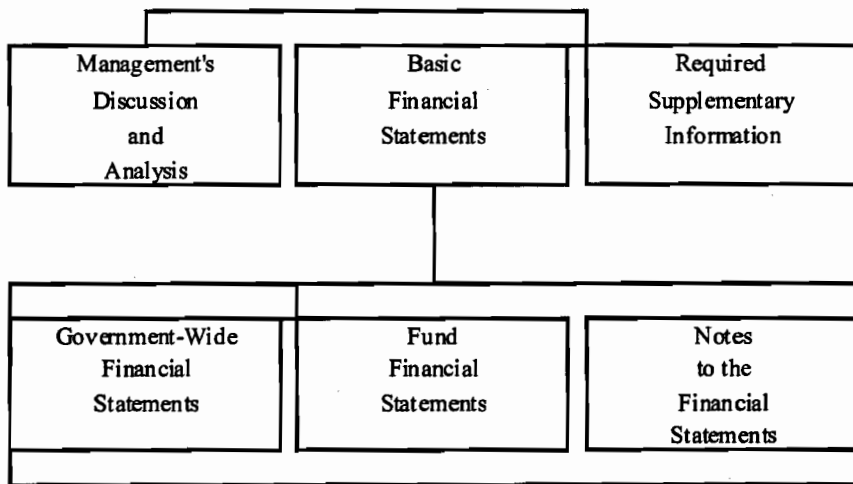 Management's
Discussion
and
Analysis
Basic
Financial
Statements
Required
Supplementary
Information
Government-Wide
Financial
Statements
Fund
Financial
Statements
Notes
to the
Financial
Statements